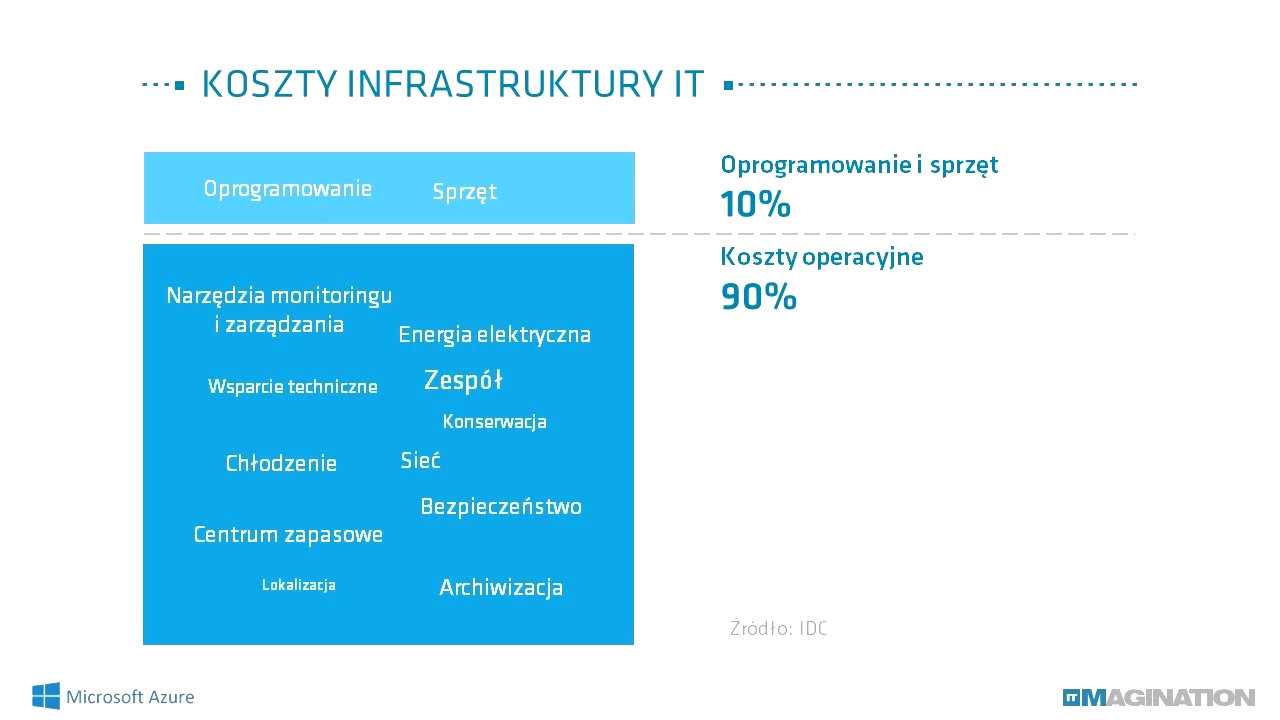 KOSZTY INFRASTRUKTURY IT
Oprogramowanie
Sprzęt
Oprogramowanie i sprzęt
10%
Koszty operacyjne
90%
Narzędzia monitoringu
i zarządzania
Energia elektryczna
Wsparcie techniczne
Zespół
Konserwacja
Chłodzenie
Sieć
Bezpieczeństwo
Centrum zapasowe
Lokalizacja
Archiwizacja
Źródło: IDC
Microsoft Azure
ITMAGINATION